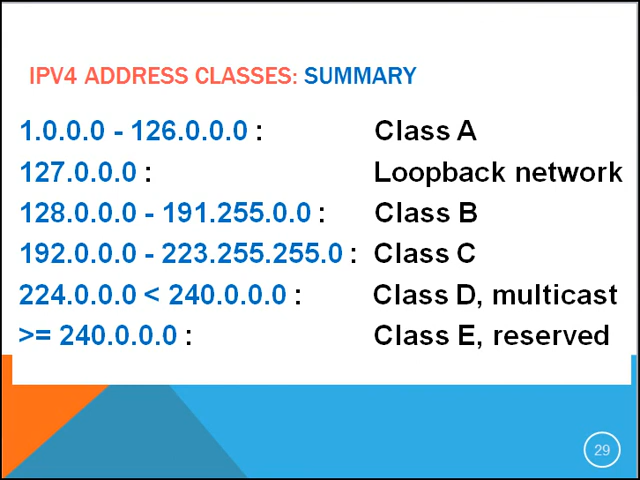 IPV4 ADDRESS CLASSES: SUMMARY
1.0.0.0 - 126.0.0.0 : Class A
127.0.0.0 : Loopback network
128.0.0.0 - 191.255.0.0 : Class B
192.0.0.0 - 223.255.255.0 : Class C
224.0.0.0 < 240.0.0.0 : Class D, multicast
>= 240.0.0.0 : Class E, reserved
29